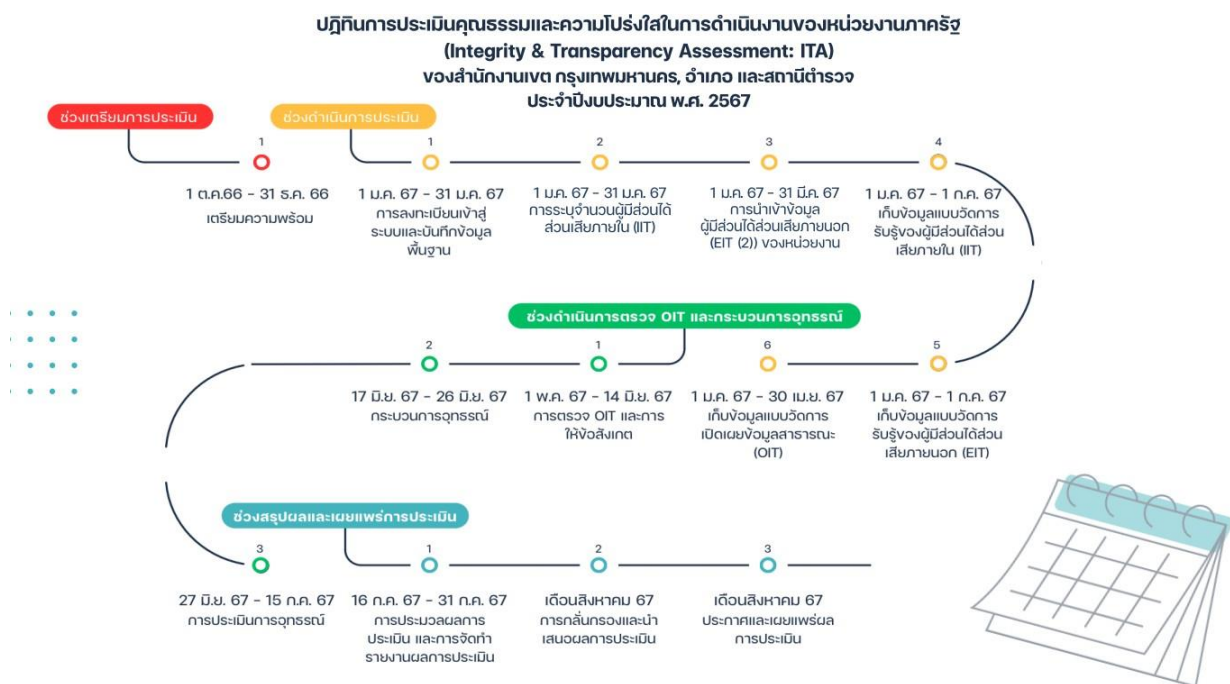 ปฏิทินการประเมินคุณธรรมและความโปร่งใสในการดำเนินงานของหน่วยงานภาครัฐ
(Integrity & Transparency Assessment: ITA)
ของสำนักงานเขต กรุงเทพมหานคร, อำเภอ และสถานีตำรวจ
ประจำปีงบประมาณ พ.ศ. 2567
ช่วงเตรียมการประเมิน
1
1 ต.ค.66 - 31 ธ.ค. 66
เตรียมความพร้อม
ช่วงดำเนินการประเมิน
1
1 ม.ค. 67 - 31 ม.ค. 67
การลงทะเบียนเข้าสู่
ระบบและบันทึกข้อมูล
พื้นฐาน
2
1 ม.ค. 67 - 31 ม.ค. 67
การระบุจำนวนผู้มีส่วนได้
ส่วนเสียภายใน (IIT)
3
1 ม.ค. 67 - 31 มี.ค. 67
การนำเข้าข้อมูล
ผู้มีส่วนได้ส่วนเสียภายนอก
(EIT (2)) ของหน่วยงาน
4
1 ม.ค. 67 - 1 ก.ค. 67
เก็บข้อมูลแบบวัดการ
รับรู้ของผู้มีส่วนได้ส่วน
เสียภายใน (IIT)
5
1 ม.ค. 67 - 1 ก.ค. 67
เก็บข้อมูลแบบวัดการ
รับรู้ของผู้มีส่วนได้ส่วน
เสียภายนอก (EIT)
6
1 ม.ค. 67 - 30 เม.ย. 67
เก็บข้อมูลแบบวัดการ
เปิดเผยข้อมูลสาธารณะ
(OIT)
ช่วงดำเนินการตรวจ OIT และกระบวนการอุทธรณ์
1
1 พ.ค. 67 - 14 มิ.ย. 67
การตรวจ OIT และการ
ให้ข้อสังเกต
2
17 มิ.ย. 67 - 26 มิ.ย. 67
กระบวนการอุทธรณ์
3
27 มิ.ย. 67 - 15 ก.ค. 67
การประเมินการอุทธรณ์
ช่วงสรุปผลและเผยแพร่การประเมิน
1
16 ก.ค. 67 - 31 ก.ค. 67
การประมวลผลการ
ประเมิน และการจัดทำ
รายงานผลการประเมิน
2
เดือนสิงหาคม 67
การกลั่นกรองและนำ
เสนอผลการประเมิน
3
เดือนสิงหาคม 67
ประกาศและเผยแพร่ผล
การประเมิน